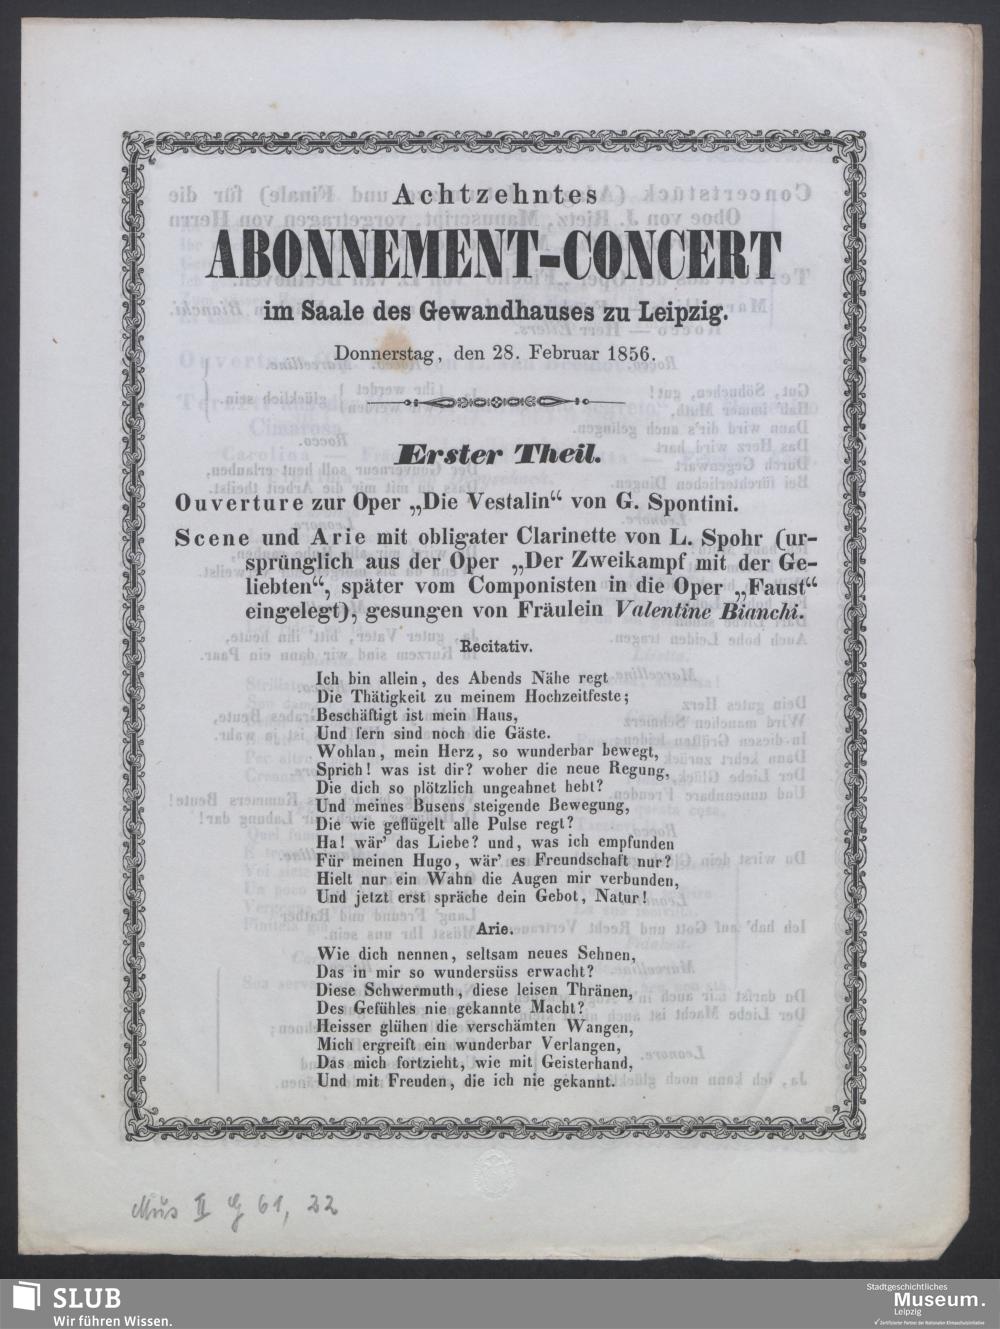 Achtzehntes
ABONNEMENT-CONCERT
im Saale des Gewandhauses zu Leipzig.
Donnerstag, den 28. Februar 1856.
Erster Theil.
Ouverture zur Oper „Die Vestalin“ von G. Spontini.
Scene und Arie mit obligater Clarinette von L. Spohr (ur-
sprünglich aus der Oper „Der Zweikampf mit der Ge-
liebten“, später vom Componisten in die Oper „Faust“
eingelegt), gesungen von Fräulein Valentine Bianchi.
Recitativ.
Ich bin allein, des Abends Nähe regt
Die Thätigkeit zu meinem Hochzeitfeste;
Beschäftigt ist mein Haus,
Und fern sind noch die Gäste.
Wohlan, mein Herz, so wunderbar bewegt,
Sprich! was ist dir? woher die neue Regung,
Die dich so plötzlich ungeahnet hebt?
Und meines Busens steigende Bewegung,
Die wie geflügelt alle Pulse regt?
Ha! wär' das Liebe? und, was ich empfunden
Für meinen Hugo, wär' es Freundschaft nur?
Hielt nur ein Wahn die Augen mir verbunden,
Und jetzt erst spräche dein Gebot, Natur!
Arie.
Wie dich nennen, seltsam neues Sehnen,
Das in mir so wundersüss erwacht?
Diese Schwermuth, diese leisen Thränen,
Des Gefühles nie gekannte Macht?
Heisser glühen die verschämten Wangen,
Mich ergreift ein wunderbar Verlangen,
Das mich fortzieht, wie mit Geisterhand,
Und mit Freuden, die ich nie gekannt.
Mus II G 61, 22
SLUB
Wir führen Wissen.
Stadtgeschichtliches
Museum.
Leipzig
✓ Zertifizierter Partner der Nationalen Klimaschutzinitiative